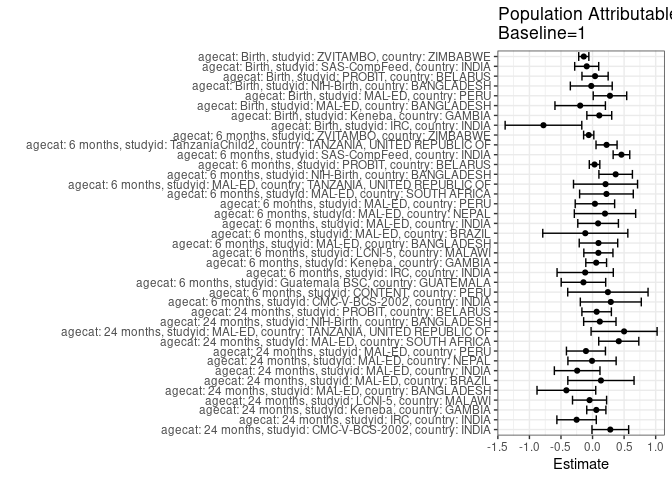 Population Attributable
Baseline=1
agecat: Birth, studyid: ZVITAMBO, country: ZIMBABWE
agecat: Birth, studyid: SAS-CompFeed, country: INDIA
agecat: Birth, studyid: PROBIT, country: BELARUS
agecat: Birth, studyid: NIH-Birth, country: BANGLADESH
agecat: Birth, studyid: MAL-ED, country: PERU
agecat: Birth, studyid: MAL-ED, country: BANGLADESH
agecat: Birth, studyid: Keneba, country: GAMBIA
agecat: Birth, studyid: IRC, country: INDIA
agecat: 6 months, studyid: ZVITAMBO, country: ZIMBABWE
agecat: 6 months, studyid: TanzaniaChild2, country: TANZANIA, UNITED REPUBLIC OF
agecat: 6 months, studyid: SAS-CompFeed, country: INDIA
agecat: 6 months, studyid: PROBIT, country: BELARUS
agecat: 6 months, studyid: NIH-Birth, country: BANGLADESH
agecat: 6 months, studyid: MAL-ED, country: TANZANIA, UNITED REPUBLIC OF
agecat: 6 months, studyid: MAL-ED, country: SOUTH AFRICA
agecat: 6 months, studyid: MAL-ED, country: PERU
agecat: 6 months, studyid: MAL-ED, country: NEPAL
agecat: 6 months, studyid: MAL-ED, country: INDIA
agecat: 6 months, studyid: MAL-ED, country: BRAZIL
agecat: 6 months, studyid: MAL-ED, country: BANGLADESH
agecat: 6 months, studyid: LCNI-5, country: MALAWI
agecat: 6 months, studyid: Keneba, country: GAMBIA
agecat: 6 months, studyid: IRC, country: INDIA
agecat: 6 months, studyid: Guatemala BSC, country: GUATEMALA
agecat: 6 months, studyid: CONTENT, country: PERU
agecat: 6 months, studyid: CMC-V-BCS-2002, country: INDIA
agecat: 24 months, studyid: PROBIT, country: BELARUS
agecat: 24 months, studyid: NIH-Birth, country: BANGLADESH
agecat: 24 months, studyid: MAL-ED, country: TANZANIA, UNITED REPUBLIC OF
agecat: 24 months, studyid: MAL-ED, country: SOUTH AFRICA
agecat: 24 months, studyid: MAL-ED, country: PERU
agecat: 24 months, studyid: MAL-ED, country: NEPAL
agecat: 24 months, studyid: MAL-ED, country: INDIA
agecat: 24 months, studyid: MAL-ED, country: BRAZIL
agecat: 24 months, studyid: MAL-ED, country: BANGLADESH
agecat: 24 months, studyid: LCNI-5, country: MALAWI
agecat: 24 months, studyid: Keneba, country: GAMBIA
agecat: 24 months, studyid: IRC, country: INDIA
agecat: 24 months, studyid: CMC-V-BCS-2002, country: INDIA
-1.5 -1.0 -0.5 0.0 0.5 1.0
Estimate